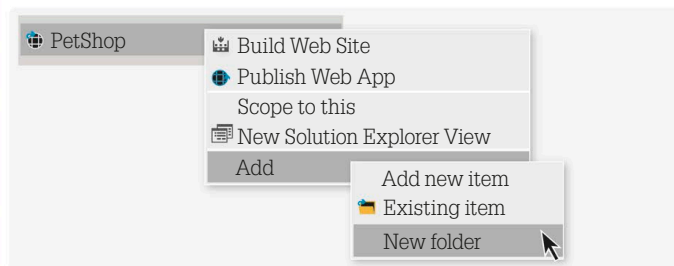 PetShop
Build Web Site
Publish Web App
Scope to this
New Solution Explorer View
Add
Add new item
Existing item
New folder